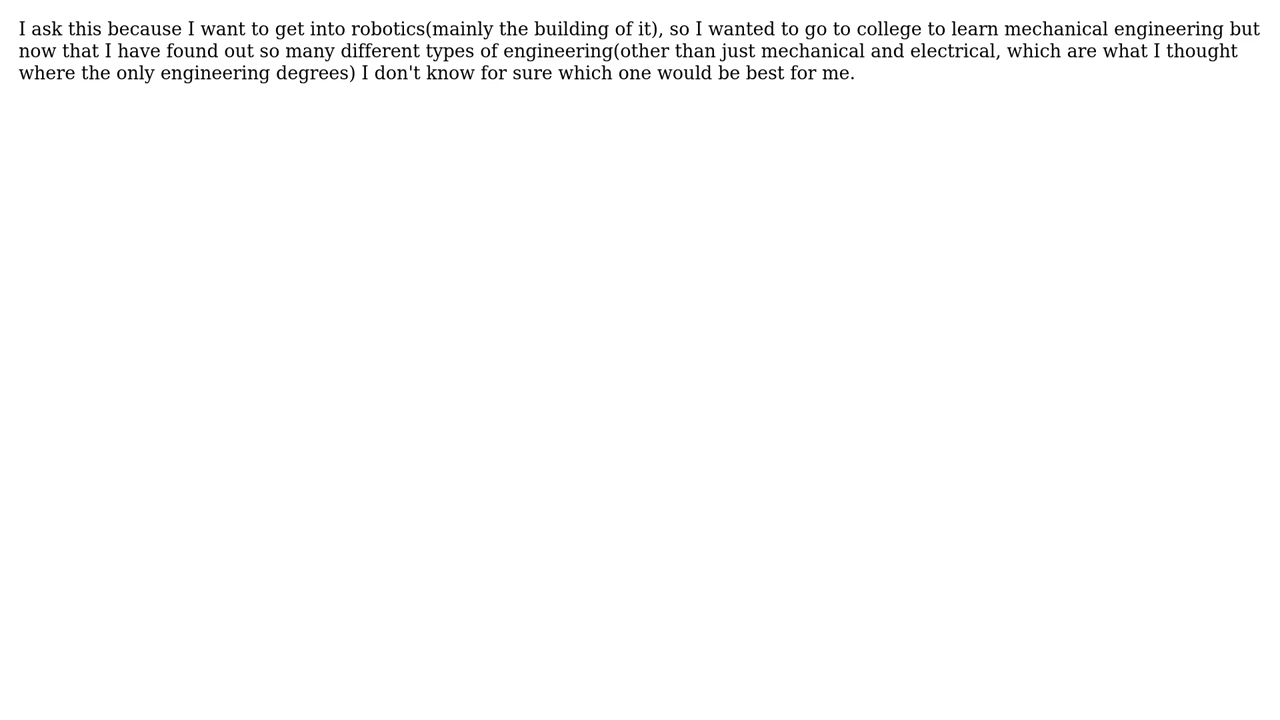 I ask this because I want to get into robotics(mainly the building of it), so I wanted to go to college to learn mechanical engineering but
now that I have found out so many different types of engineering(other than just mechanical and electrical, which are what I thought
where the only engineering degrees) I don't know for sure which one would be best for me.